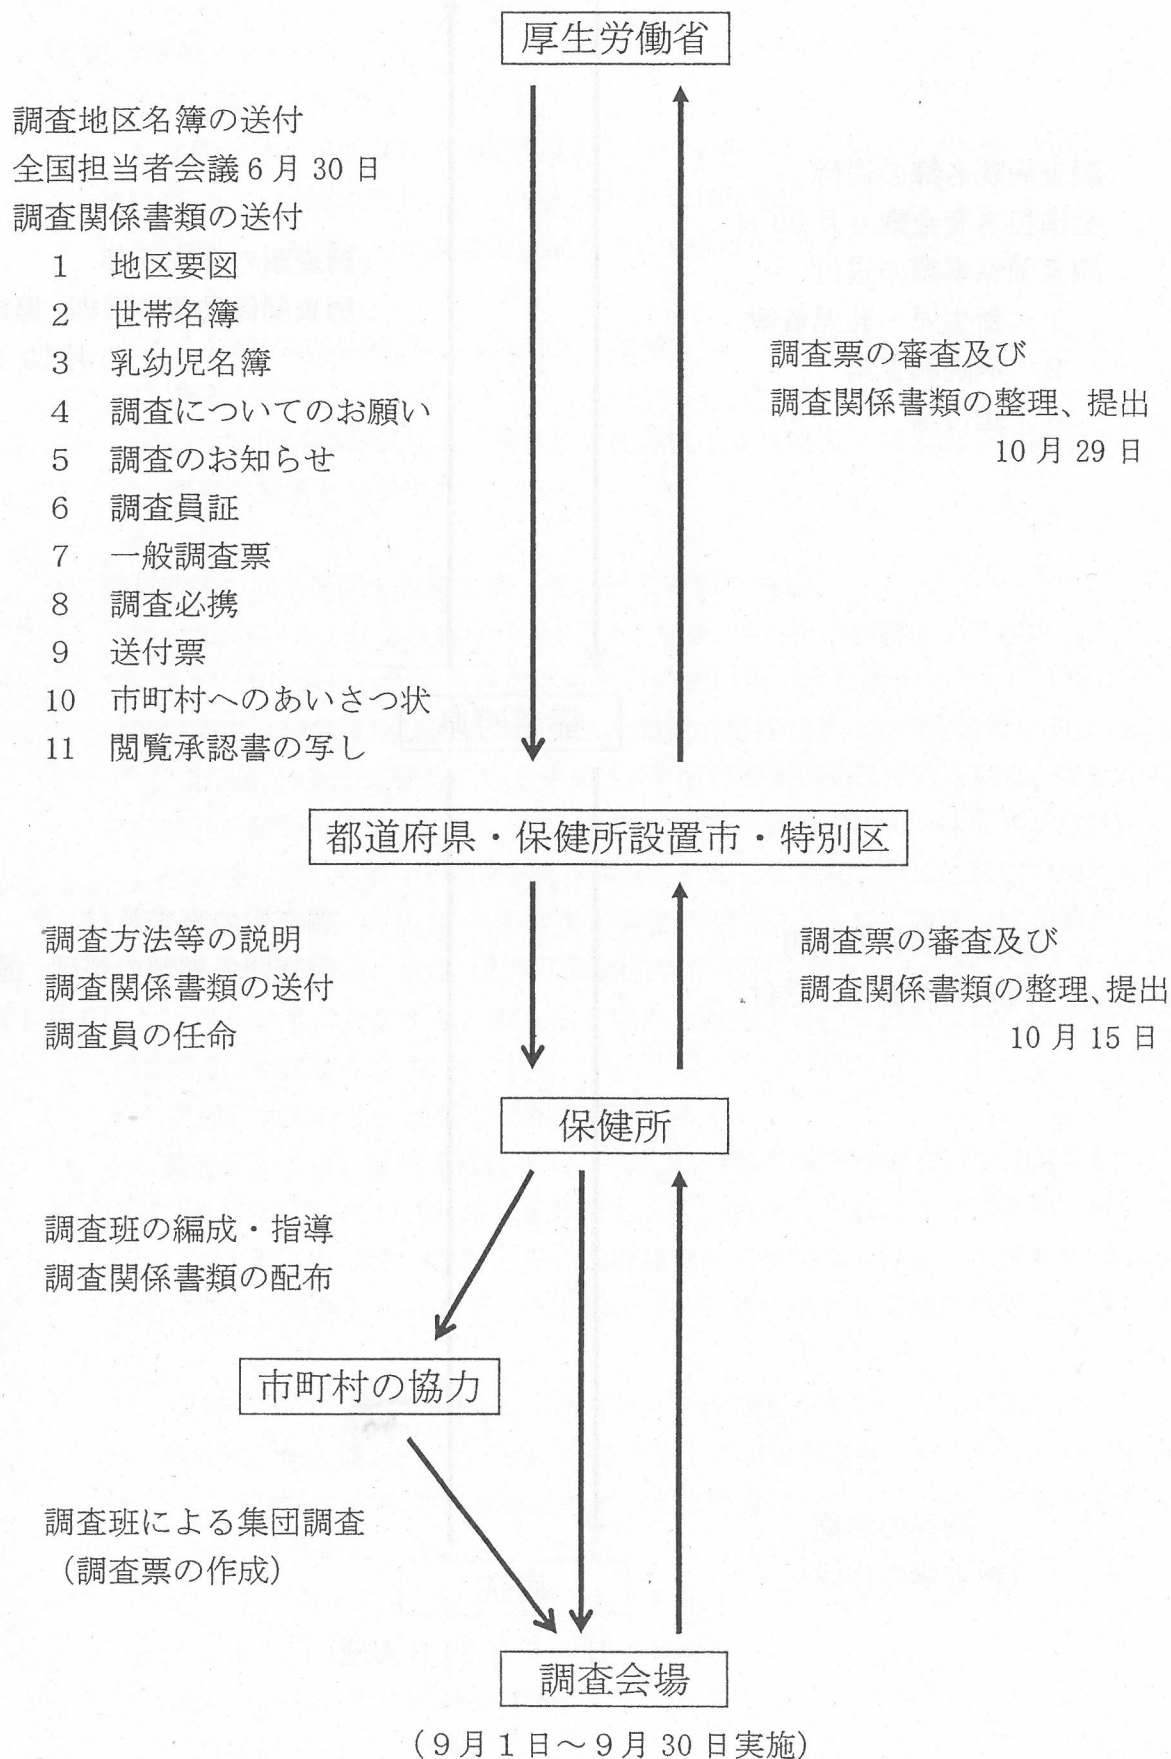 厚生労働省
調査地区名簿の送付
全国担当者会議6月30日
調査関係書類の送付
1 地区要図
2 世帯名簿
3 乳幼児名簿
4 調査についてのお願い
5 調査のお知らせ
6 調査員証
7 一般調査票
8 調査必携
9 送付票
10 市町村へのあいさつ状
11 閲覧承認書の写し
調査票の審査及び
調査関係書類の整理、提出
10月29日
都道府県・保健所設置市・特別区
調査方法等の説明
調査関係書類の送付
調査員の任命
調査票の審査及び
調査関係書類の整理、提出
10月15日
保健所
調査班の編成・指導
調査関係書類の配布
市町村の協力
調査班による集団調査
（調査票の作成）
調査会場
（9月1日～9月30日実施）